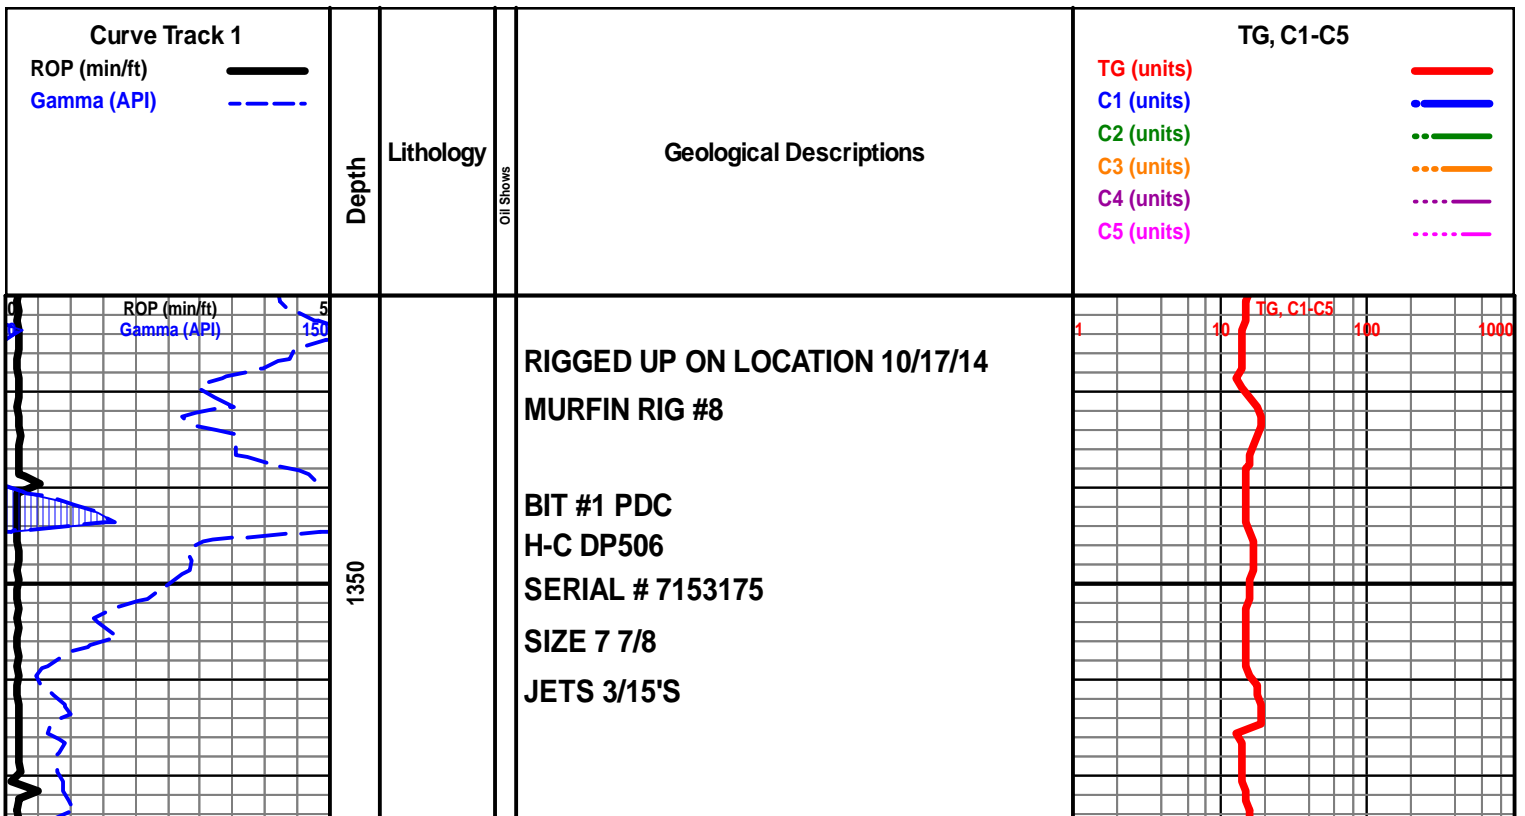 Curve Track 1
ROP (min/ft)
Gamma (API)
Depth
Lithology
Oil Shows
Geological Descriptions
TG, C1-C5
TG (units)
C1 (units)
C2 (units)
C3 (units)
C4 (units)
C5 (units)
0 ROP (min/ft) 5
0 Gamma (API) 150
TG, C1-C5
1 10 100 1000
1350
RIGGED UP ON LOCATION 10/17/14
MURFIN RIG #8
BIT #1 PDC
H-C DP506
SERIAL # 7153175
SIZE 7 7/8
JETS 3/15'S